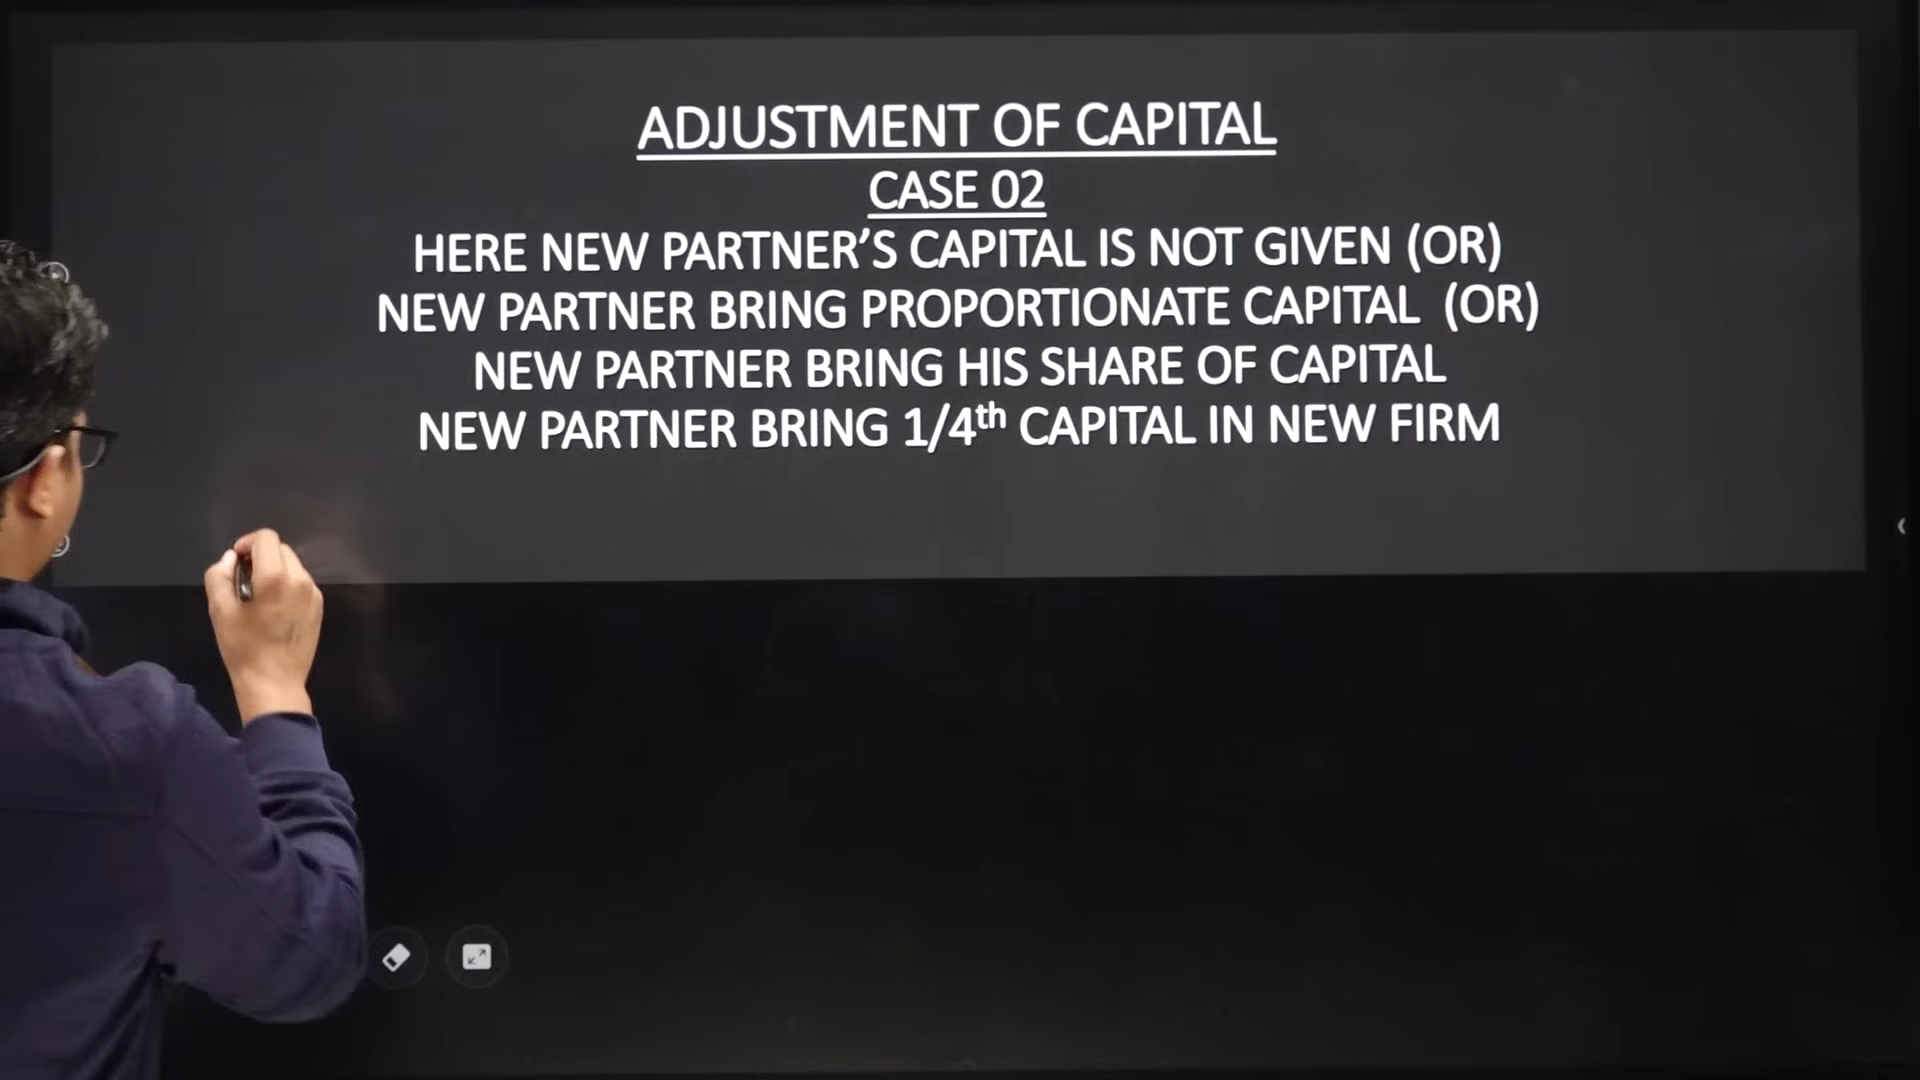 ADJUSTMENT OF CAPITAL
CASE 02
HERE NEW PARTNER’S CAPITAL IS NOT GIVEN (OR)
NEW PARTNER BRING PROPORTIONATE CAPITAL (OR)
NEW PARTNER BRING HIS SHARE OF CAPITAL
NEW PARTNER BRING 1/4th CAPITAL IN NEW FIRM